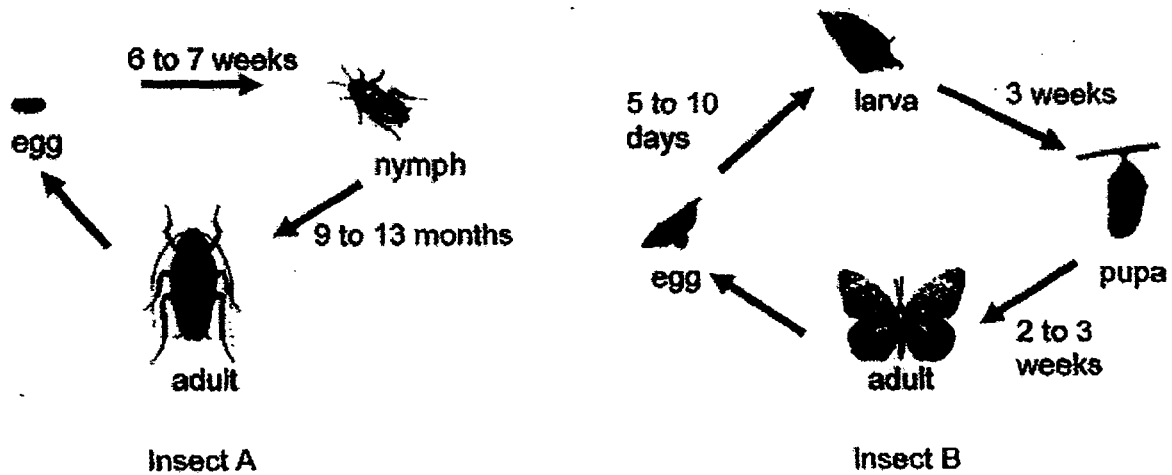 6 to 7 weeks
egg
nymph
9 to 13 months
adult
Insect A
larva
5 to 10
days
3 weeks
egg
pupa
2 to 3
weeks
adult
Insect B